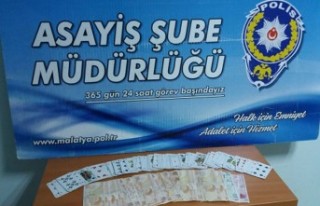 POLİS
ASAYİŞ ŞUBE
MÜDÜRLÜĞÜ
365 gün 24 saat görev başındayız
Halk için Emniyet
Adalet için Hizmet
www.malatya.pol.tr